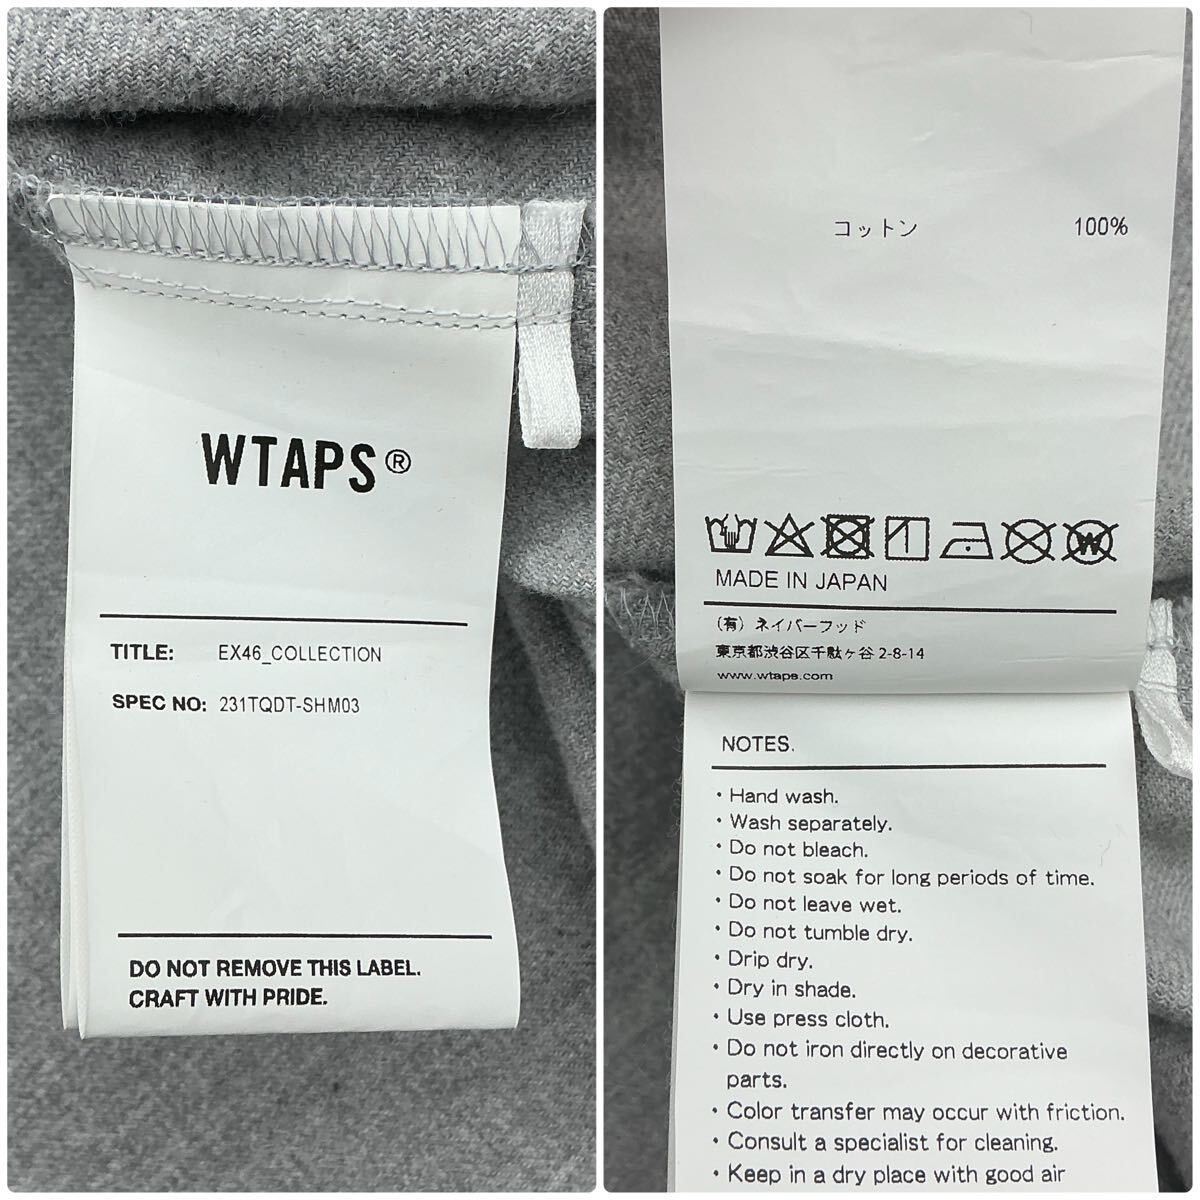 WTAPS®
TITLE: EX46_COLLECTION
SPEC NO: 231TQDT-SHM03
DO NOT REMOVE THIS LABEL.
CRAFT WITH PRIDE.
コットン 100%
W
MADE IN JAPAN
(有) ネイバーフッド
東京都渋谷区千駄ヶ谷 2-8-14
www.wtaps.com
NOTES.
・Hand wash.
・Wash separately.
・Do not bleach.
・Do not soak for long periods of time.
・Do not leave wet.
・Do not tumble dry.
・Drip dry.
・Dry in shade.
・Use press cloth.
・Do not iron directly on decorative
parts.
・Color transfer may occur with friction.
・Consult a specialist for cleaning.
・Keep in a dry place with good air